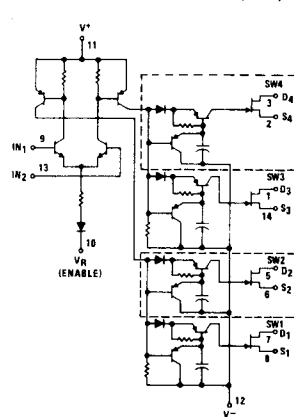 V+
11
SW4
D4
3
2
S4
IN1
9
13
IN2
SW3
D3
1
14
S3
10
VR
(ENABLE)
SW2
D2
5
6
S2
SW1
D1
7
8
S1
12
V−